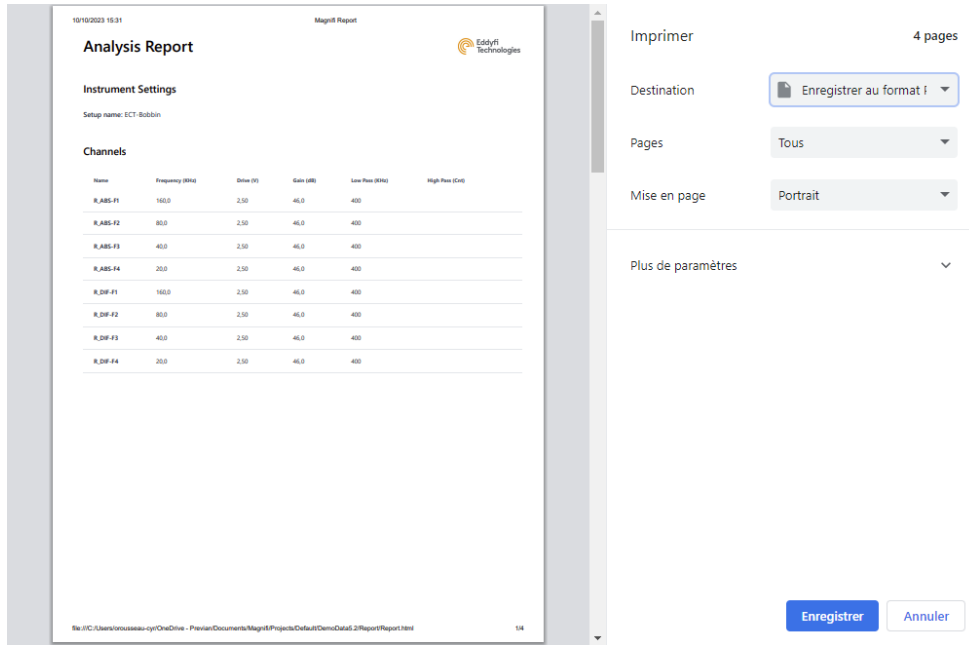 10/10/2023 15:31 Magnifi Report
Analysis Report
Eddyfi
Technologies
Instrument Settings
Setup name: ECT-Bobbin
Channels
Name Frequency (KHz) Drive (V) Gain (dB) Low Pass (KHz) High Pass (Cnt)
R_ABS-F1 160,0 2,50 46,0 400
R_ABS-F2 80,0 2,50 46,0 400
R_ABS-F3 40,0 2,50 46,0 400
R_ABS-F4 20,0 2,50 46,0 400
R_DIF-F1 160,0 2,50 46,0 400
R_DIF-F2 80,0 2,50 46,0 400
R_DIF-F3 40,0 2,50 46,0 400
R_DIF-F4 20,0 2,50 46,0 400
file:///C:/Users/orousseau-cyr/OneDrive - Previan/Documents/Magnifi/Projects/Default/DemoData5.2/Report/Report.html 1/4
Imprimer 4 pages
Destination Enregistrer au format
Pages Tous
Mise en page Portrait
Plus de paramètres
Enregistrer Annuler